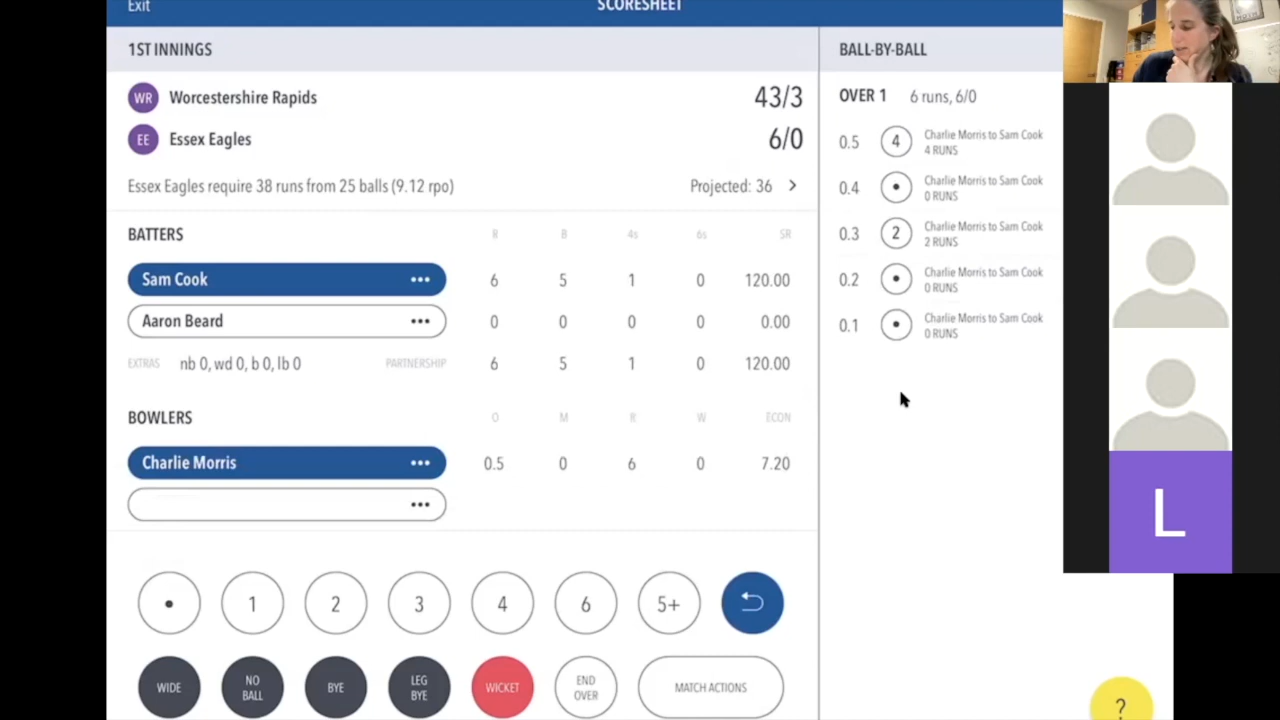 Exit
SCORESHEET
1ST INNINGS
WR Worcestershire Rapids 43/3
EE Essex Eagles 6/0
Essex Eagles require 38 runs from 25 balls (9.12 rpo) Projected: 36
BATTERS R B 4s 6s SR
Sam Cook 6 5 1 0 120.00
Aaron Beard 0 0 0 0 0.00
EXTRAS nb 0, wd 0, b 0, lb 0 PARTNERSHIP 6 5 1 0 120.00
BOWLERS O M R W ECON
Charlie Morris 0.5 0 6 0 7.20
1 2 3 4 6 5+
WIDE NO BALL BYE LEG BYE WICKET END OVER MATCH ACTIONS
BALL-BY-BALL
OVER 1 6 runs, 6/0
0.5 4 Charlie Morris to Sam Cook
4 RUNS
0.4 • Charlie Morris to Sam Cook
0 RUNS
0.3 2 Charlie Morris to Sam Cook
2 RUNS
0.2 • Charlie Morris to Sam Cook
0 RUNS
0.1 • Charlie Morris to Sam Cook
0 RUNS
L
?